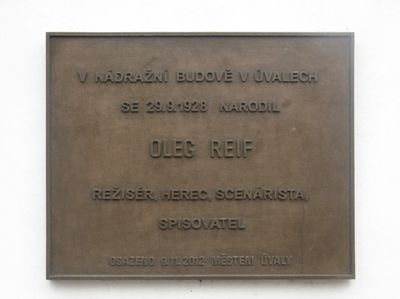 V NÁDRAŽNÍ BUDOVĚ V ÚVALECH
SE 29.9.1928 NARODIL
OLEG REIF
REŽISÉR, HEREC, SCENÁRISTA,
SPISOVATEL
OSAZENO 9.11.2012 MĚSTEM ÚVALY